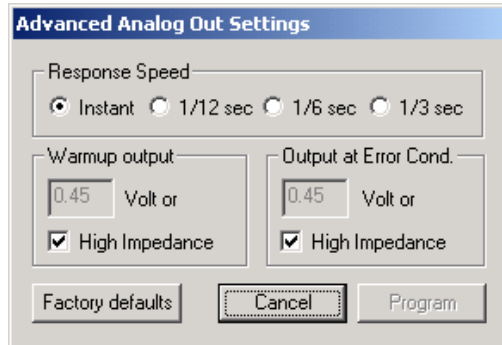 Advanced Analog Out Settings
Response Speed
Instant 1/12 sec 1/6 sec 1/3 sec
Warmup output
0.45 Volt or
High Impedance
Output at Error Cond.
0.45 Volt or
High Impedance
Factory defaults Cancel Program